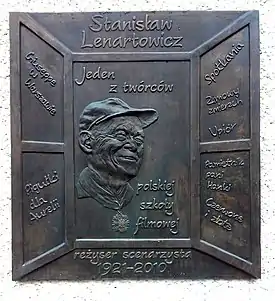 Stanisław
Lenartowicz
Giuseppe
w
Warszawie
Pigułki
dla
Aurelii
Jeden
z twórców
polskiej
szkoły
filmowej
Spotkania
Zimowy
zmierzch
Upiór
Pamiętnik
pani
Hanki
Czerwone
i złote
reżyser scenarzysta
1921-2010